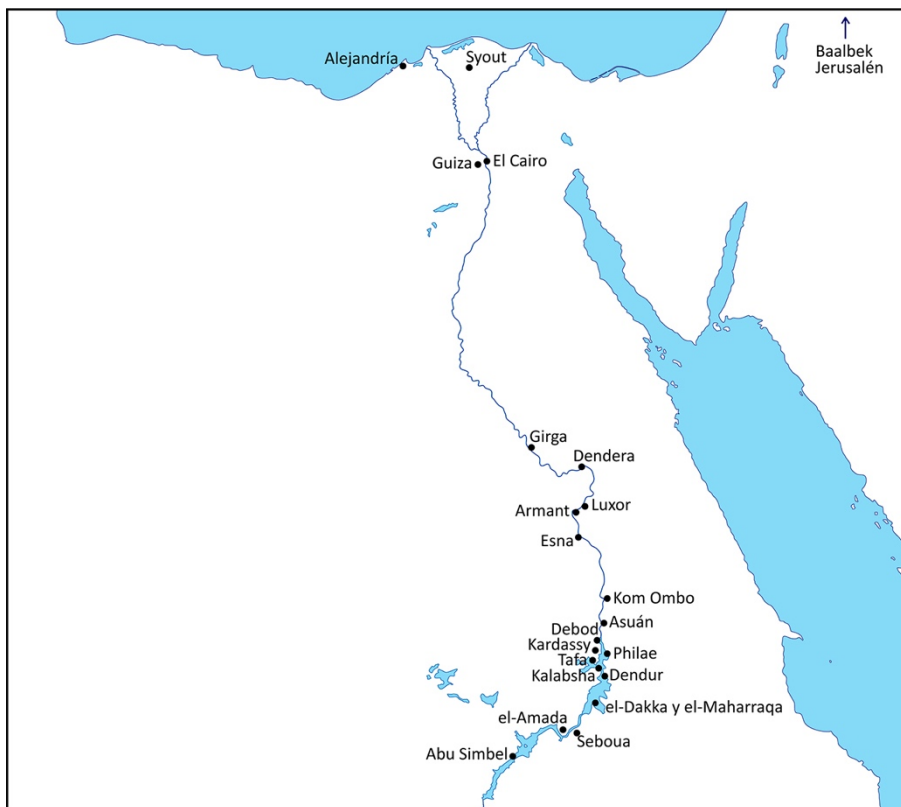 Baalbek
Jerusalén
Alejandría
Syout
Guiza
El Cairo
Girga
Dendera
Luxor
Armant
Esna
Kom Ombo
Asuán
Debod
Kardassy
Philae
Tafa
Kalabsha
Dendur
el-Dakka y el-Maharraqa
el-Amada
Seboua
Abu Simbel